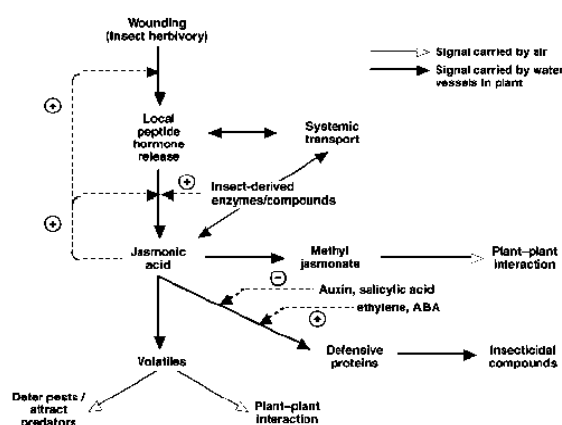 Wounding
(Insect herbivory)
Signal carried by air
Signal carried by water
vessels in plant
+
Local
peptide
hormone
release
Systemic
transport
+
Insect-derived
enzymes/compounds
+
Jasmonic
acid
Methyl
jasmonate
Plant–plant
interaction
−
Auxin, salicylic acid
+
ethylene, ABA
Defensive
proteins
Insecticidal
compounds
Volatiles
Deter pests /
attract
predators
Plant–plant
interaction